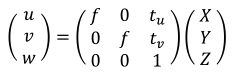 ( u ) = ( f 0 t_u ) ( X )
( v ) = ( 0 f t_v ) ( Y )
( w ) = ( 0 0 1 ) ( Z )